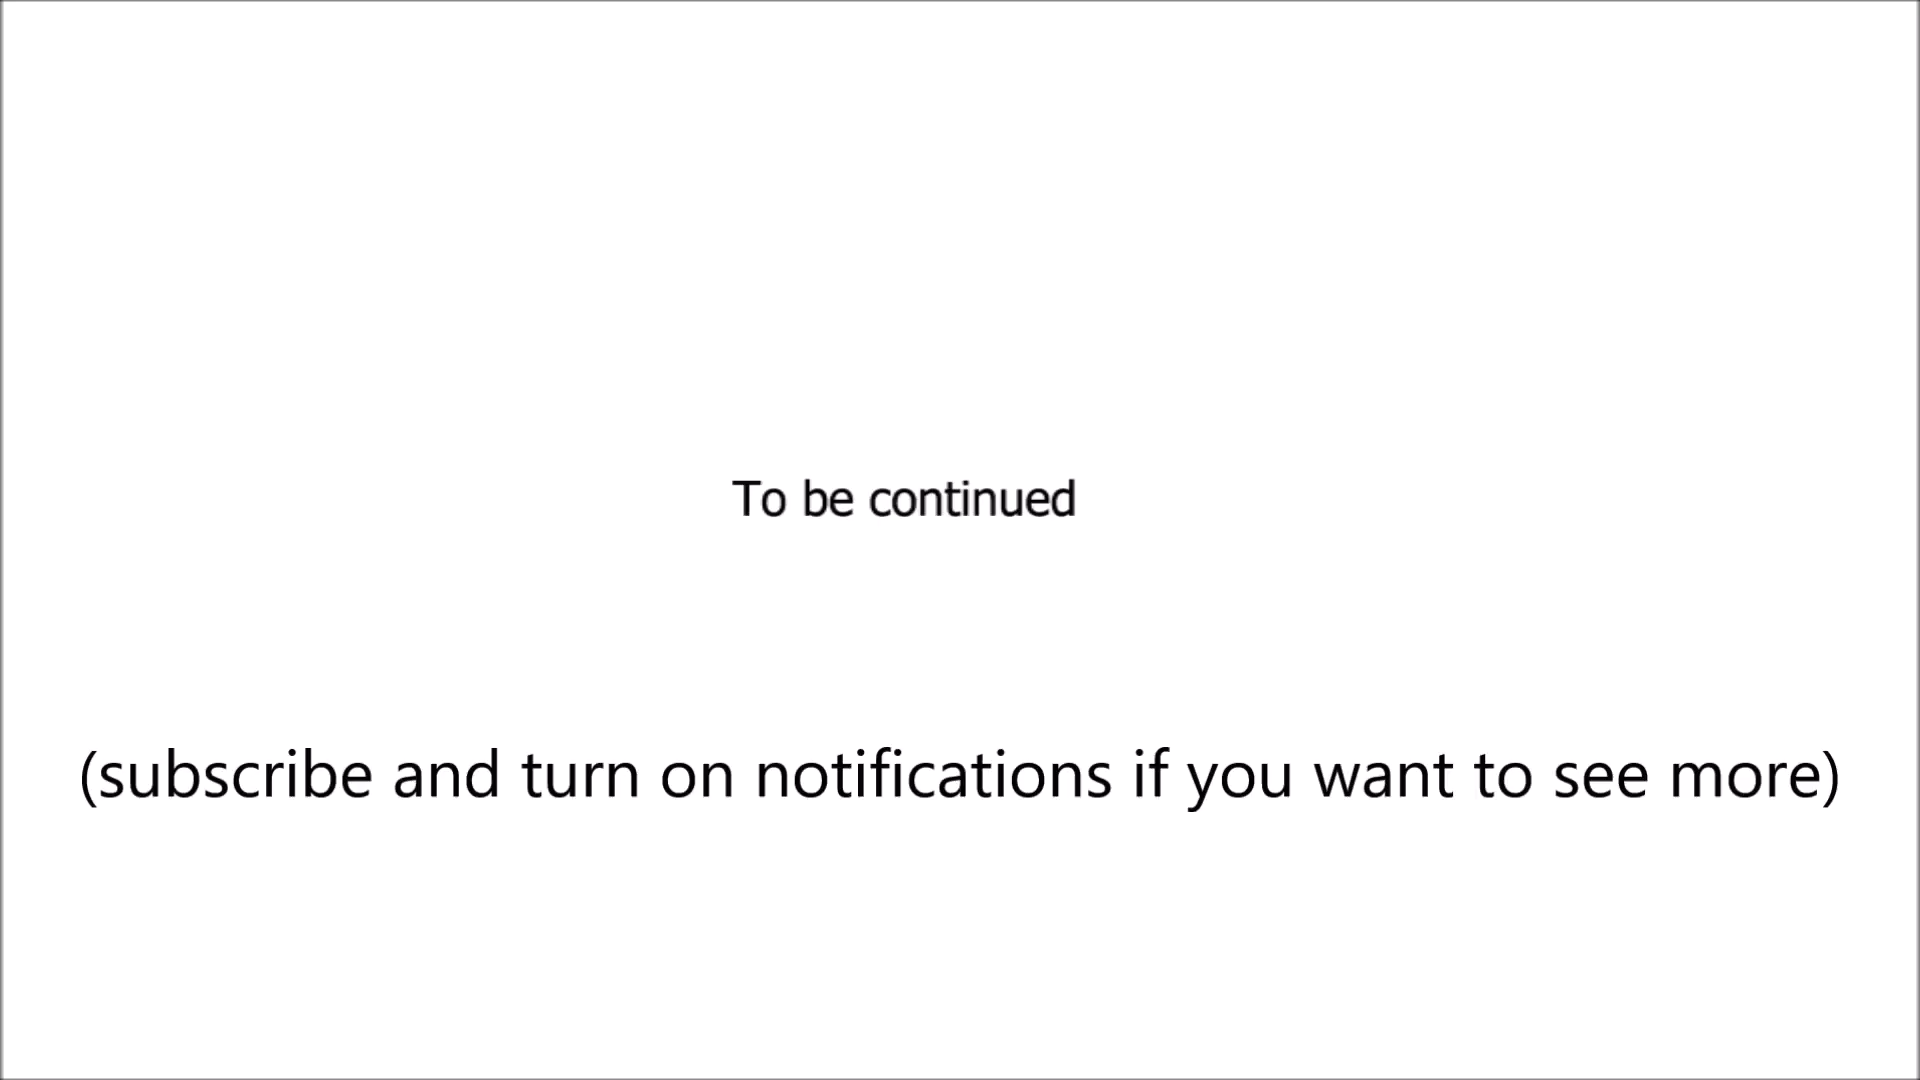 To be continued
(subscribe and turn on notifications if you want to see more)